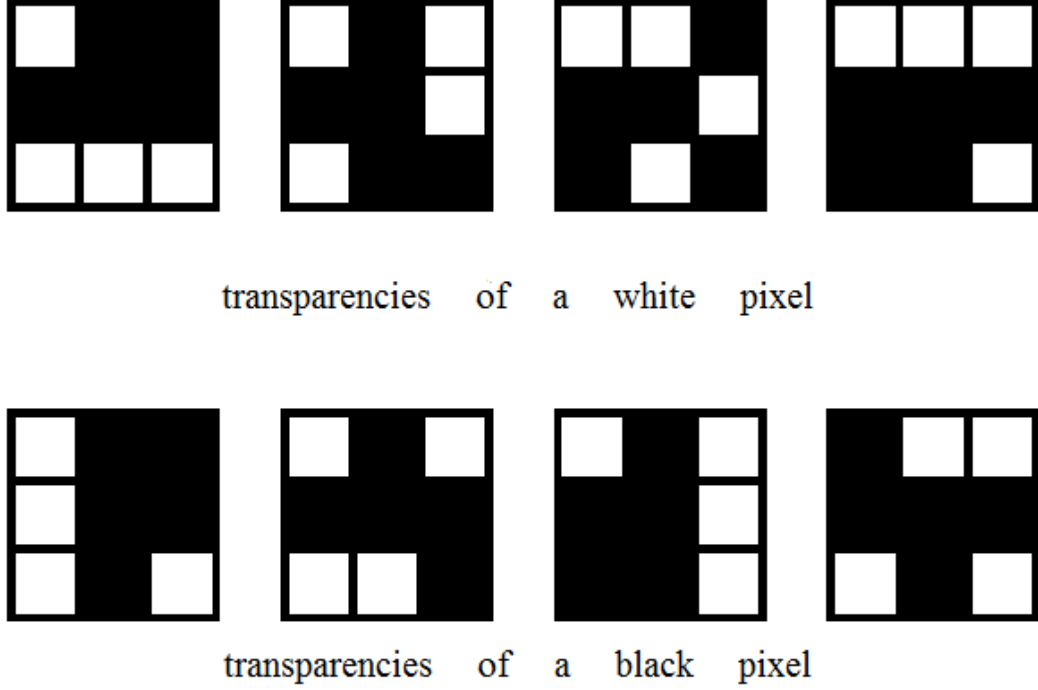 transparencies of a white pixel
transparencies of a black pixel